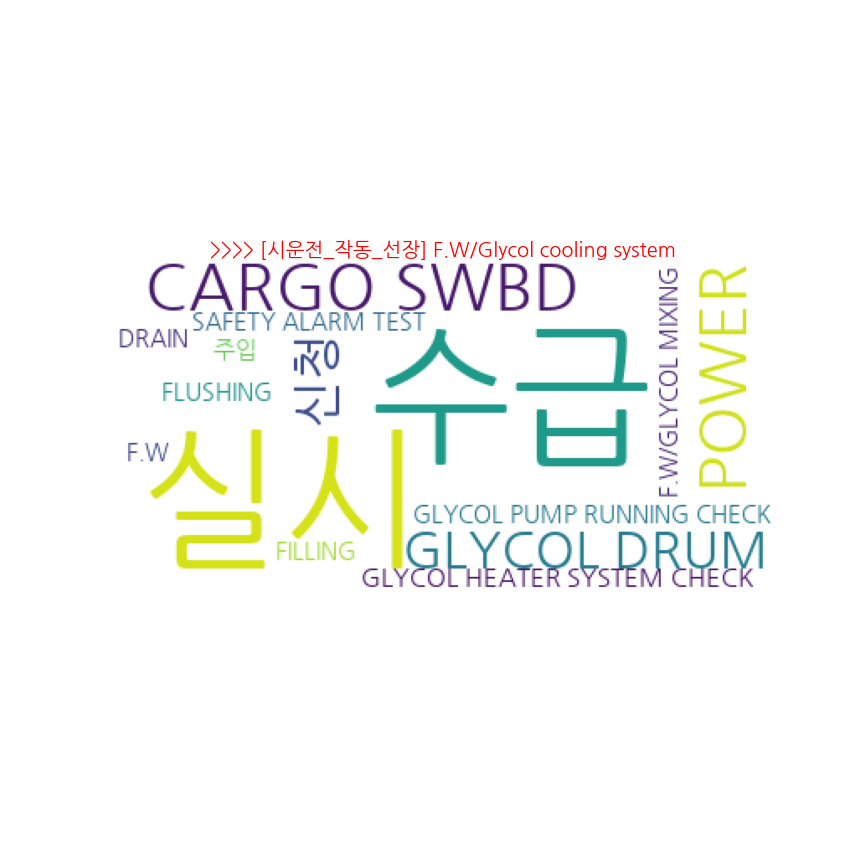 >>>> [시운전_작동_선장] F.W/Glycol cooling system
CARGO SWBD
SAFETY ALARM TEST
DRAIN
주입
신청
수급
F.W/GLYCOL MIXING
POWER
FLUSHING
F.W
실시
GLYCOL PUMP RUNNING CHECK
FILLING
GLYCOL DRUM
GLYCOL HEATER SYSTEM CHECK